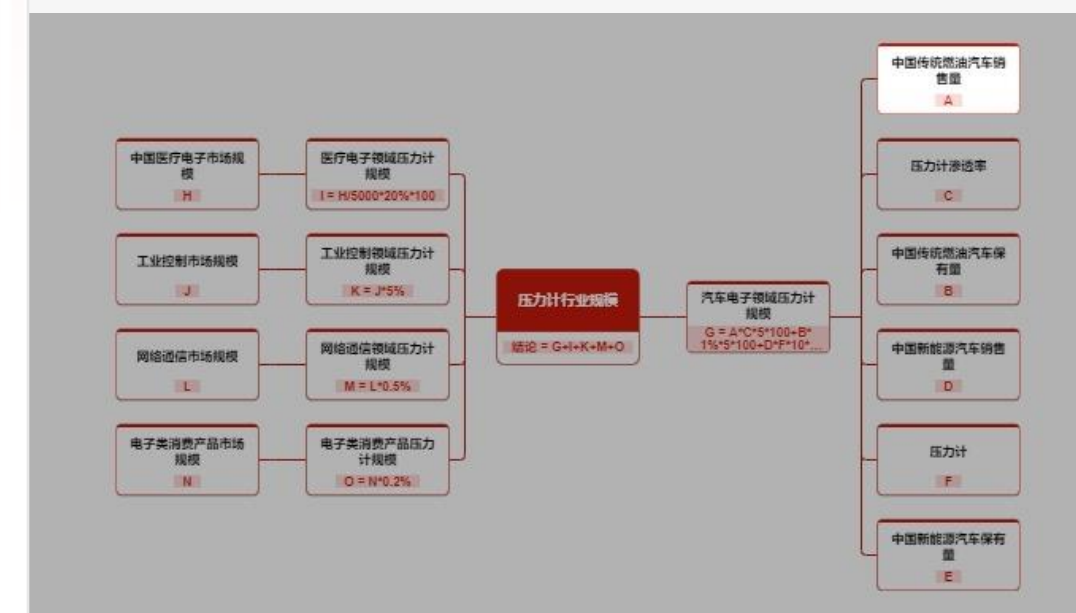 中国传统燃油汽车销
售量
A
中国医疗电子市场规
模
H
医疗电子领域压力计
规模
I = H/5000*20%*100
压力计渗透率
C
工业控制市场规模
J
工业控制领域压力计
规模
K = J*5%
中国传统燃油汽车保
有量
B
压力计行业规模
结论 = G+I+K+M+O
汽车电子领域压力计
规模
G = A*C*5*100+B*
1%*5*100+D*F*10*...
网络通信市场规模
L
网络通信领域压力计
规模
M = L*0.5%
中国新能源汽车销售
量
D
电子类消费产品市场
规模
N
电子类消费产品压力
计规模
O = N*0.2%
压力计
F
中国新能源汽车保有
量
E